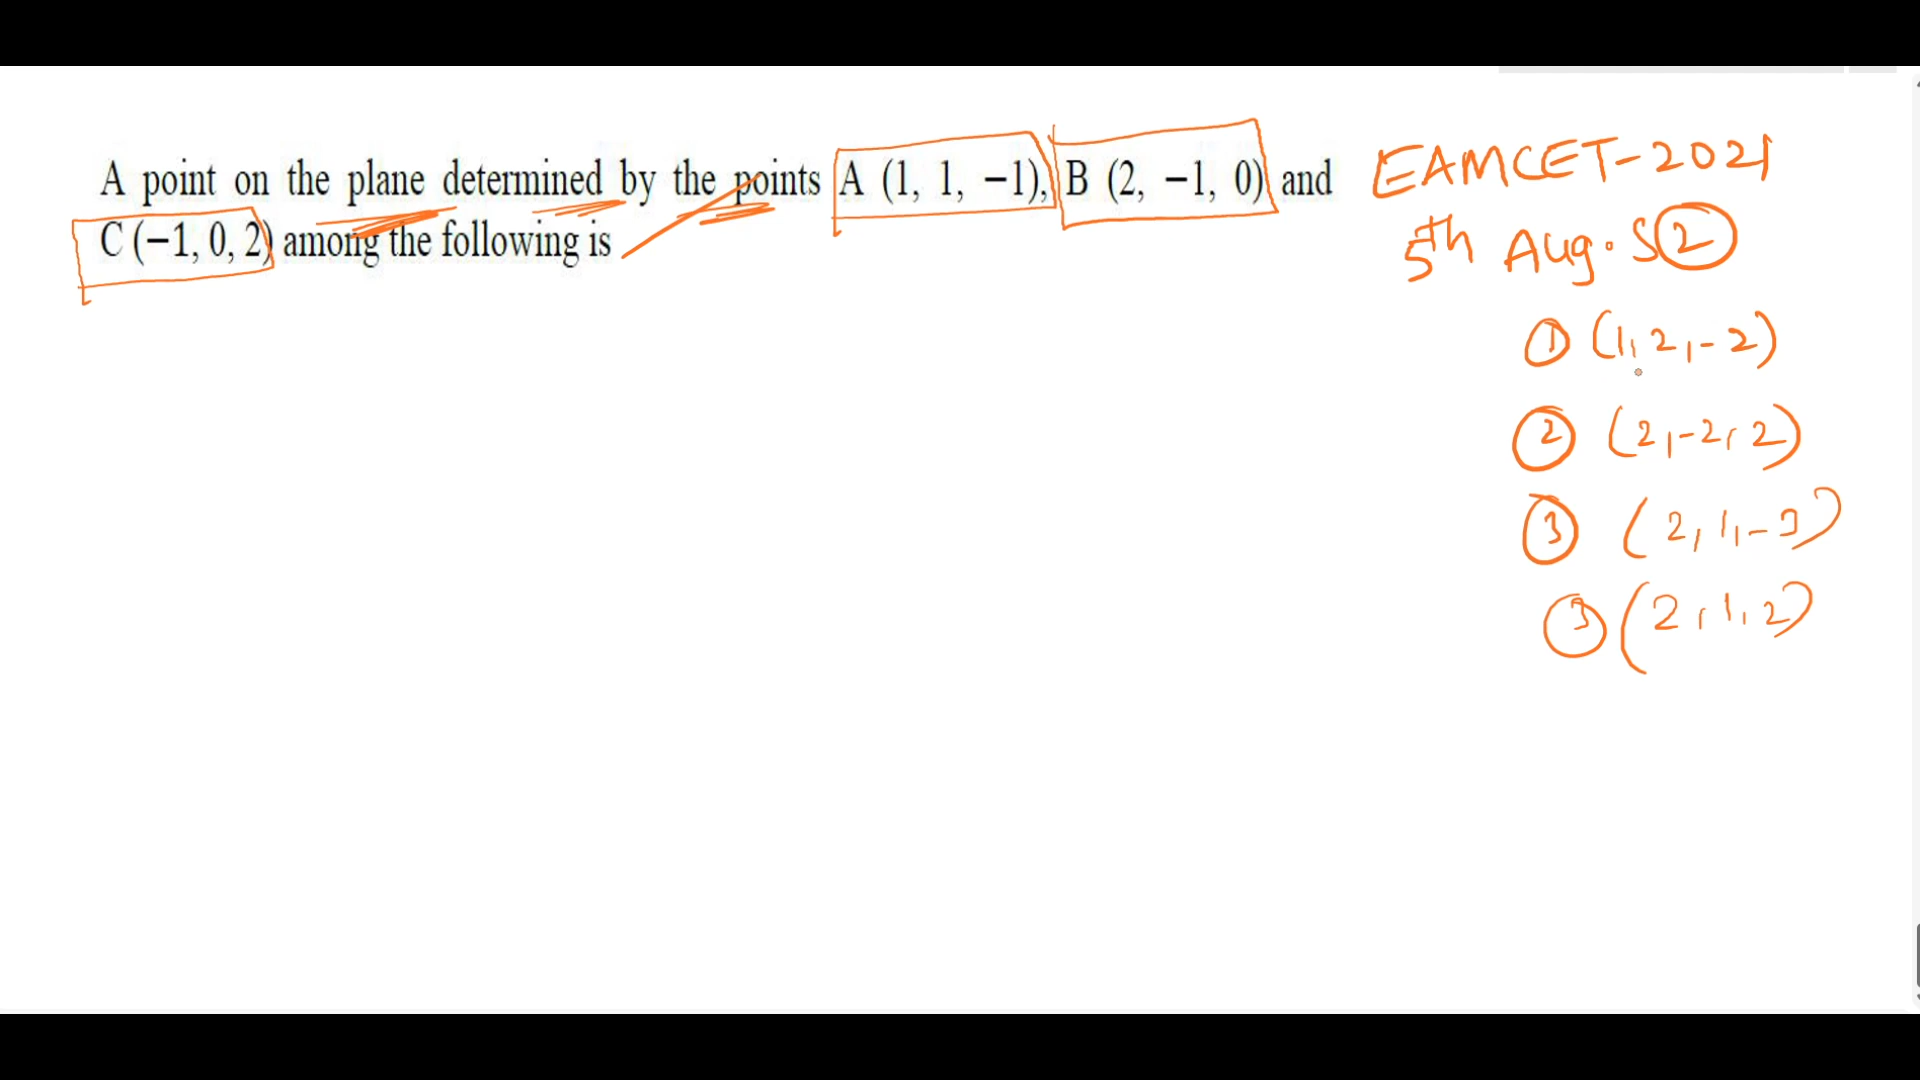 A point on the plane determined by the points A (1, 1, −1), B (2, −1, 0) and
C (−1, 0, 2) among the following is
EAMCET-2021
5th Aug. S2
① (1, 2, -2)
② (2, -2, 2)
③ (2, 1, -3)
③ (2, 1, 2)